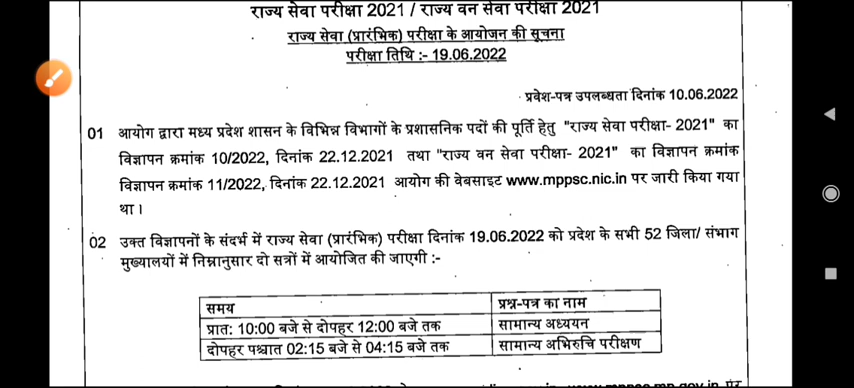 राज्य सेवा परीक्षा 2021 / राज्य वन सेवा परीक्षा 2021
राज्य सेवा (प्रारंभिक) परीक्षा के आयोजन की सूचना
परीक्षा तिथि :- 19.06.2022
प्रवेश-पत्र उपलब्धता दिनांक 10.06.2022
01 आयोग द्वारा मध्य प्रदेश शासन के विभिन्न विभागों के प्रशासनिक पदों की पूर्ति हेतु "राज्य सेवा परीक्षा- 2021" का
विज्ञापन क्रमांक 10/2022, दिनांक 22.12.2021 तथा "राज्य वन सेवा परीक्षा- 2021" का विज्ञापन क्रमांक
विज्ञापन क्रमांक 11/2022, दिनांक 22.12.2021 आयोग की वेबसाइट www.mppsc.nic.in पर जारी किया गया
था ।
02 उक्त विज्ञापनों के संदर्भ में राज्य सेवा (प्रारंभिक) परीक्षा दिनांक 19.06.2022 को प्रदेश के सभी 52 जिला/ संभाग
मुख्यालयों में निम्नानुसार दो सत्रों में आयोजित की जाएगी :-
समय प्रश्न-पत्र का नाम
प्रात: 10:00 बजे से दोपहर 12:00 बजे तक सामान्य अध्ययन
दोपहर पश्चात 02:15 बजे से 04:15 बजे तक सामान्य अभिरुचि परीक्षण